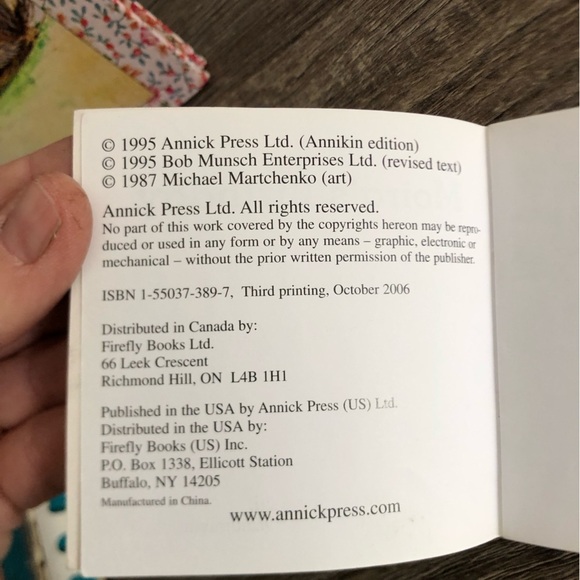 © 1995 Annick Press Ltd. (Annikin edition)
© 1995 Bob Munsch Enterprises Ltd. (revised text)
© 1987 Michael Martchenko (art)
Annick Press Ltd. All rights reserved.
No part of this work covered by the copyrights hereon may be repro-
duced or used in any form or by any means – graphic, electronic or
mechanical – without the prior written permission of the publisher.
ISBN 1-55037-389-7, Third printing, October 2006
Distributed in Canada by:
Firefly Books Ltd.
66 Leek Crescent
Richmond Hill, ON L4B 1H1
Published in the USA by Annick Press (US) Ltd.
Distributed in the USA by:
Firefly Books (US) Inc.
P.O. Box 1338, Ellicott Station
Buffalo, NY 14205
Manufactured in China.
www.annickpress.com